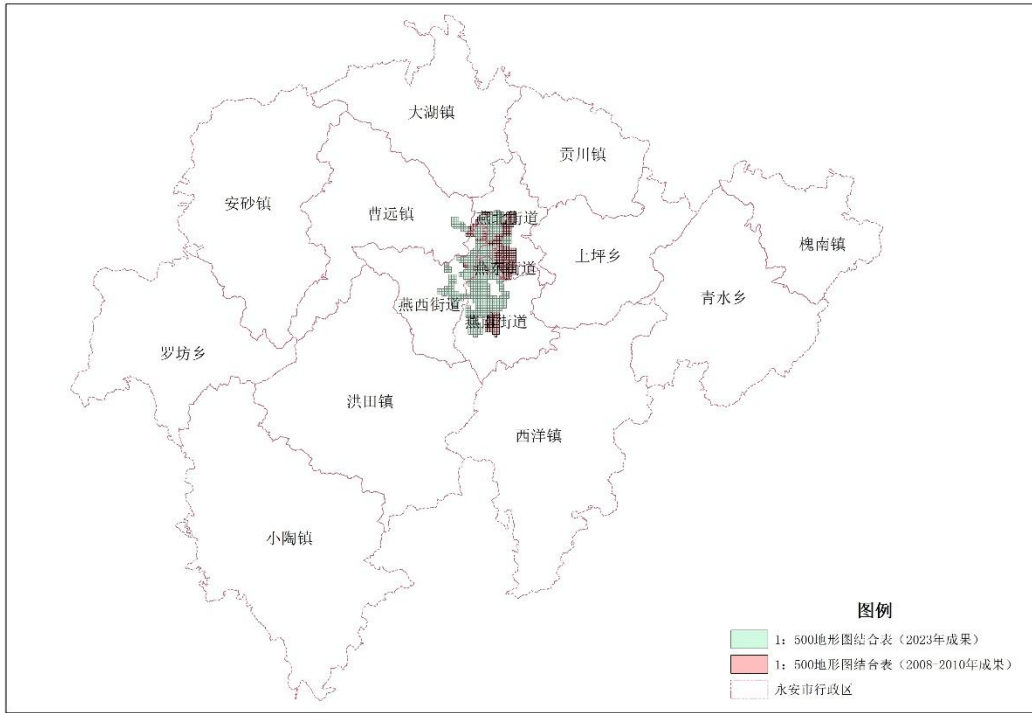 大湖镇
贡川镇
安砂镇
曹远镇
燕北街道
槐南镇
上坪乡
燕东街道
青水乡
燕西街道
燕南街道
罗坊乡
洪田镇
西洋镇
小陶镇
图例
1：500地形图结合表（2023年成果）
1：500地形图结合表（2008-2010年成果）
永安市行政区